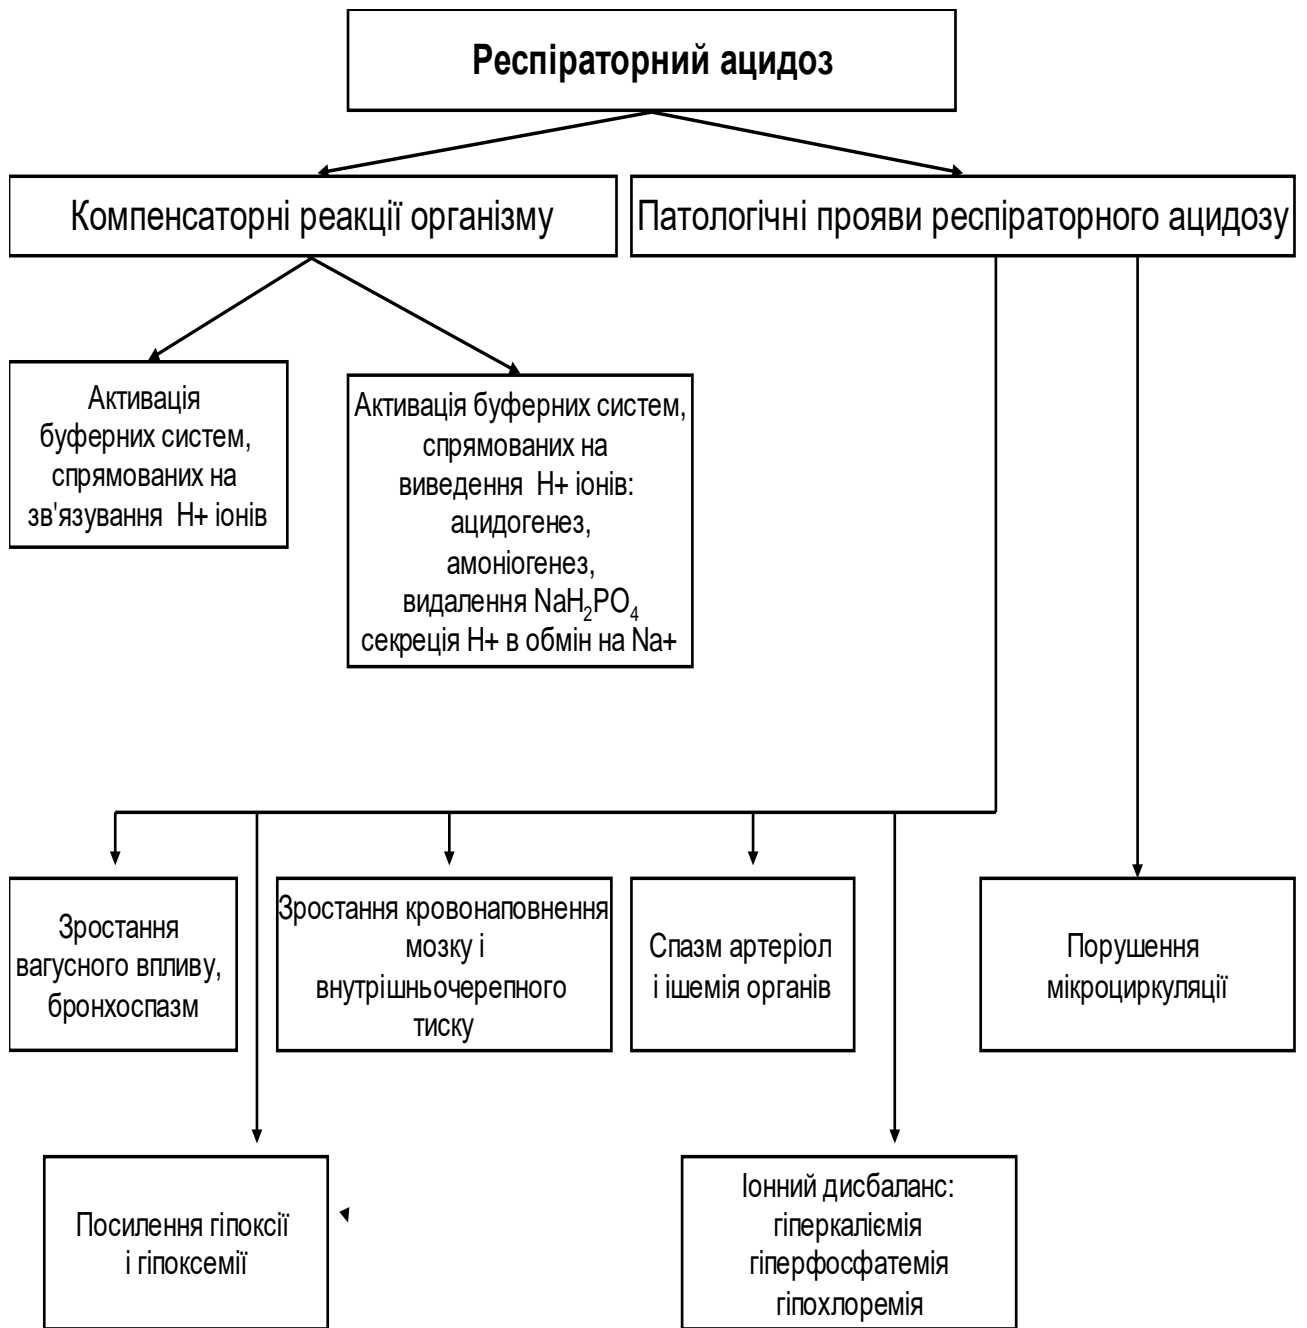 Респіраторний ацидоз
Компенсаторні реакції організму
Патологічні прояви респіраторного ацидозу
Активація
буферних систем,
спрямованих на
зв'язування Н+ іонів
Активація буферних систем,
спрямованих на
виведення Н+ іонів:
ацидогенез,
амоніогенез,
видалення NaH₂PO₄
секреція Н+ в обмін на Na+
Зростання
вагусного впливу,
бронхоспазм
Зростання кровонаповнення
мозку і
внутрішньочерепного
тиску
Спазм артеріол
і ішемія органів
Порушення
мікроциркуляції
Посилення гіпоксії
і гіпоксемії
Іонний дисбаланс:
гіперкаліємія
гіперфосфатемія
гіпохлоремія